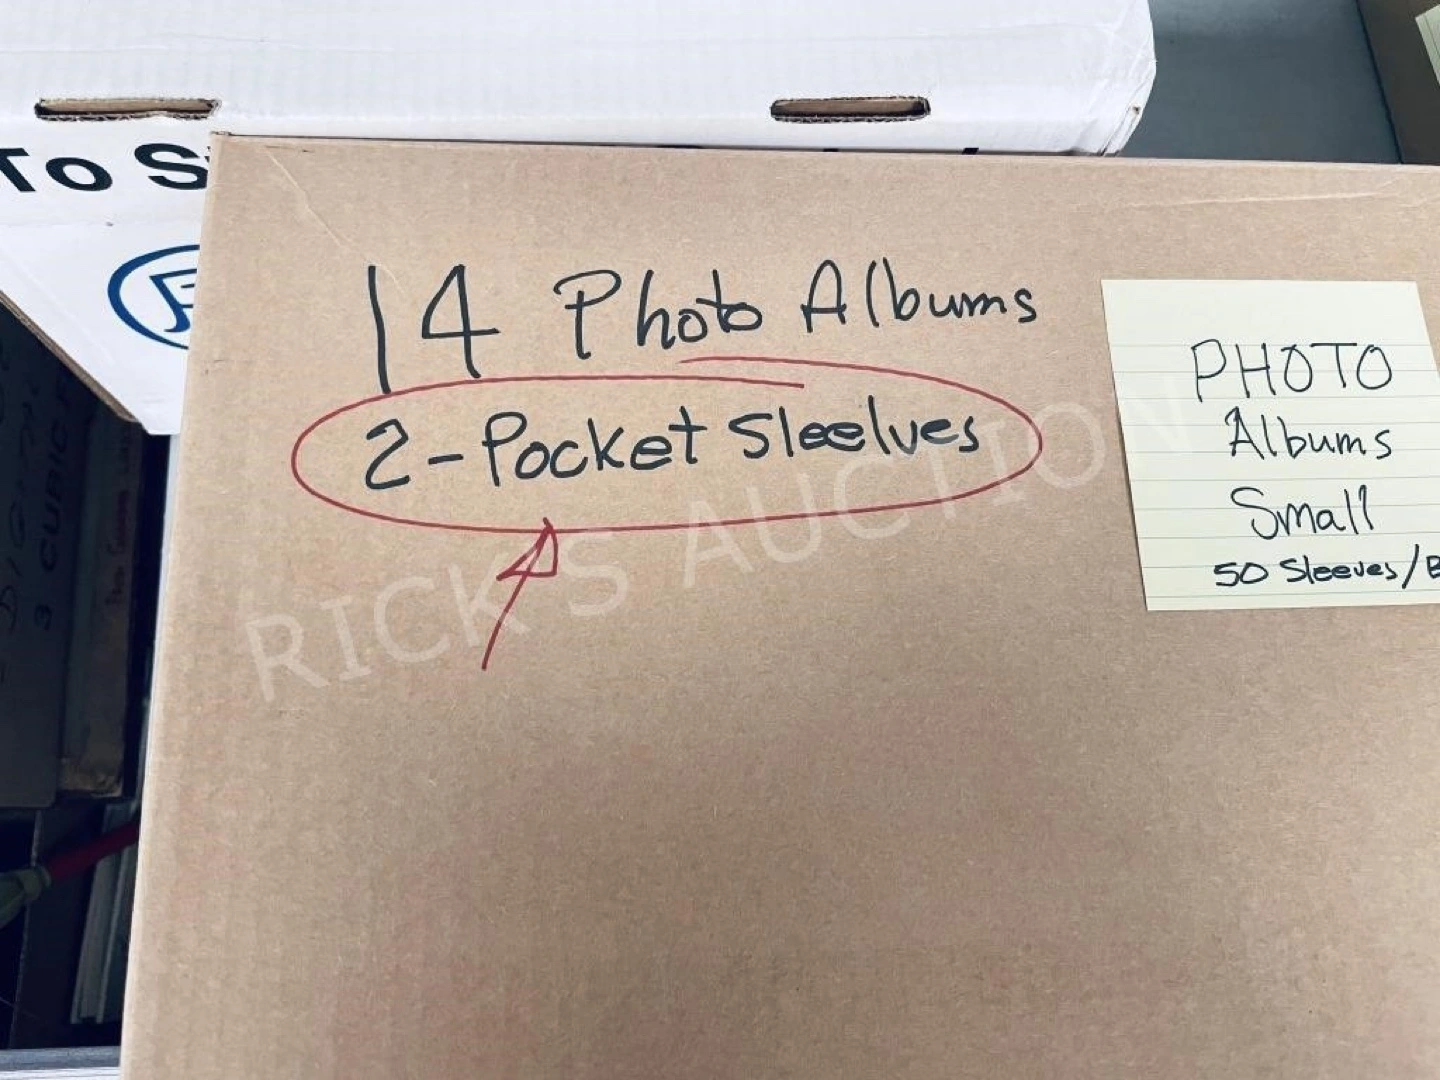 To
14 Photo Albums
2-Pocket Sleelves
PHOTO
Albums
Small
50 Sleeves/B
RICK'S AUCTION